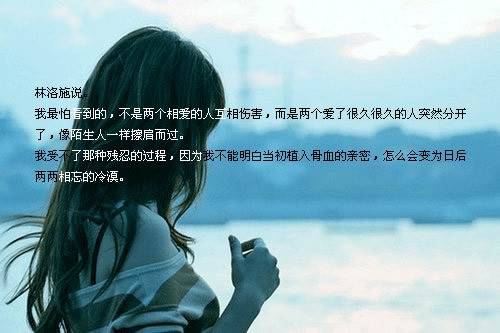 林洛施说。
我最怕看到的，不是两个相爱的人互相伤害，而是两个爱了很久很久的人突然分开
了，像陌生人一样擦肩而过。
我受不了那种残忍的过程，因为我不能明白当初植入骨血的亲密，怎么会变为日后
两两相忘的冷漠。